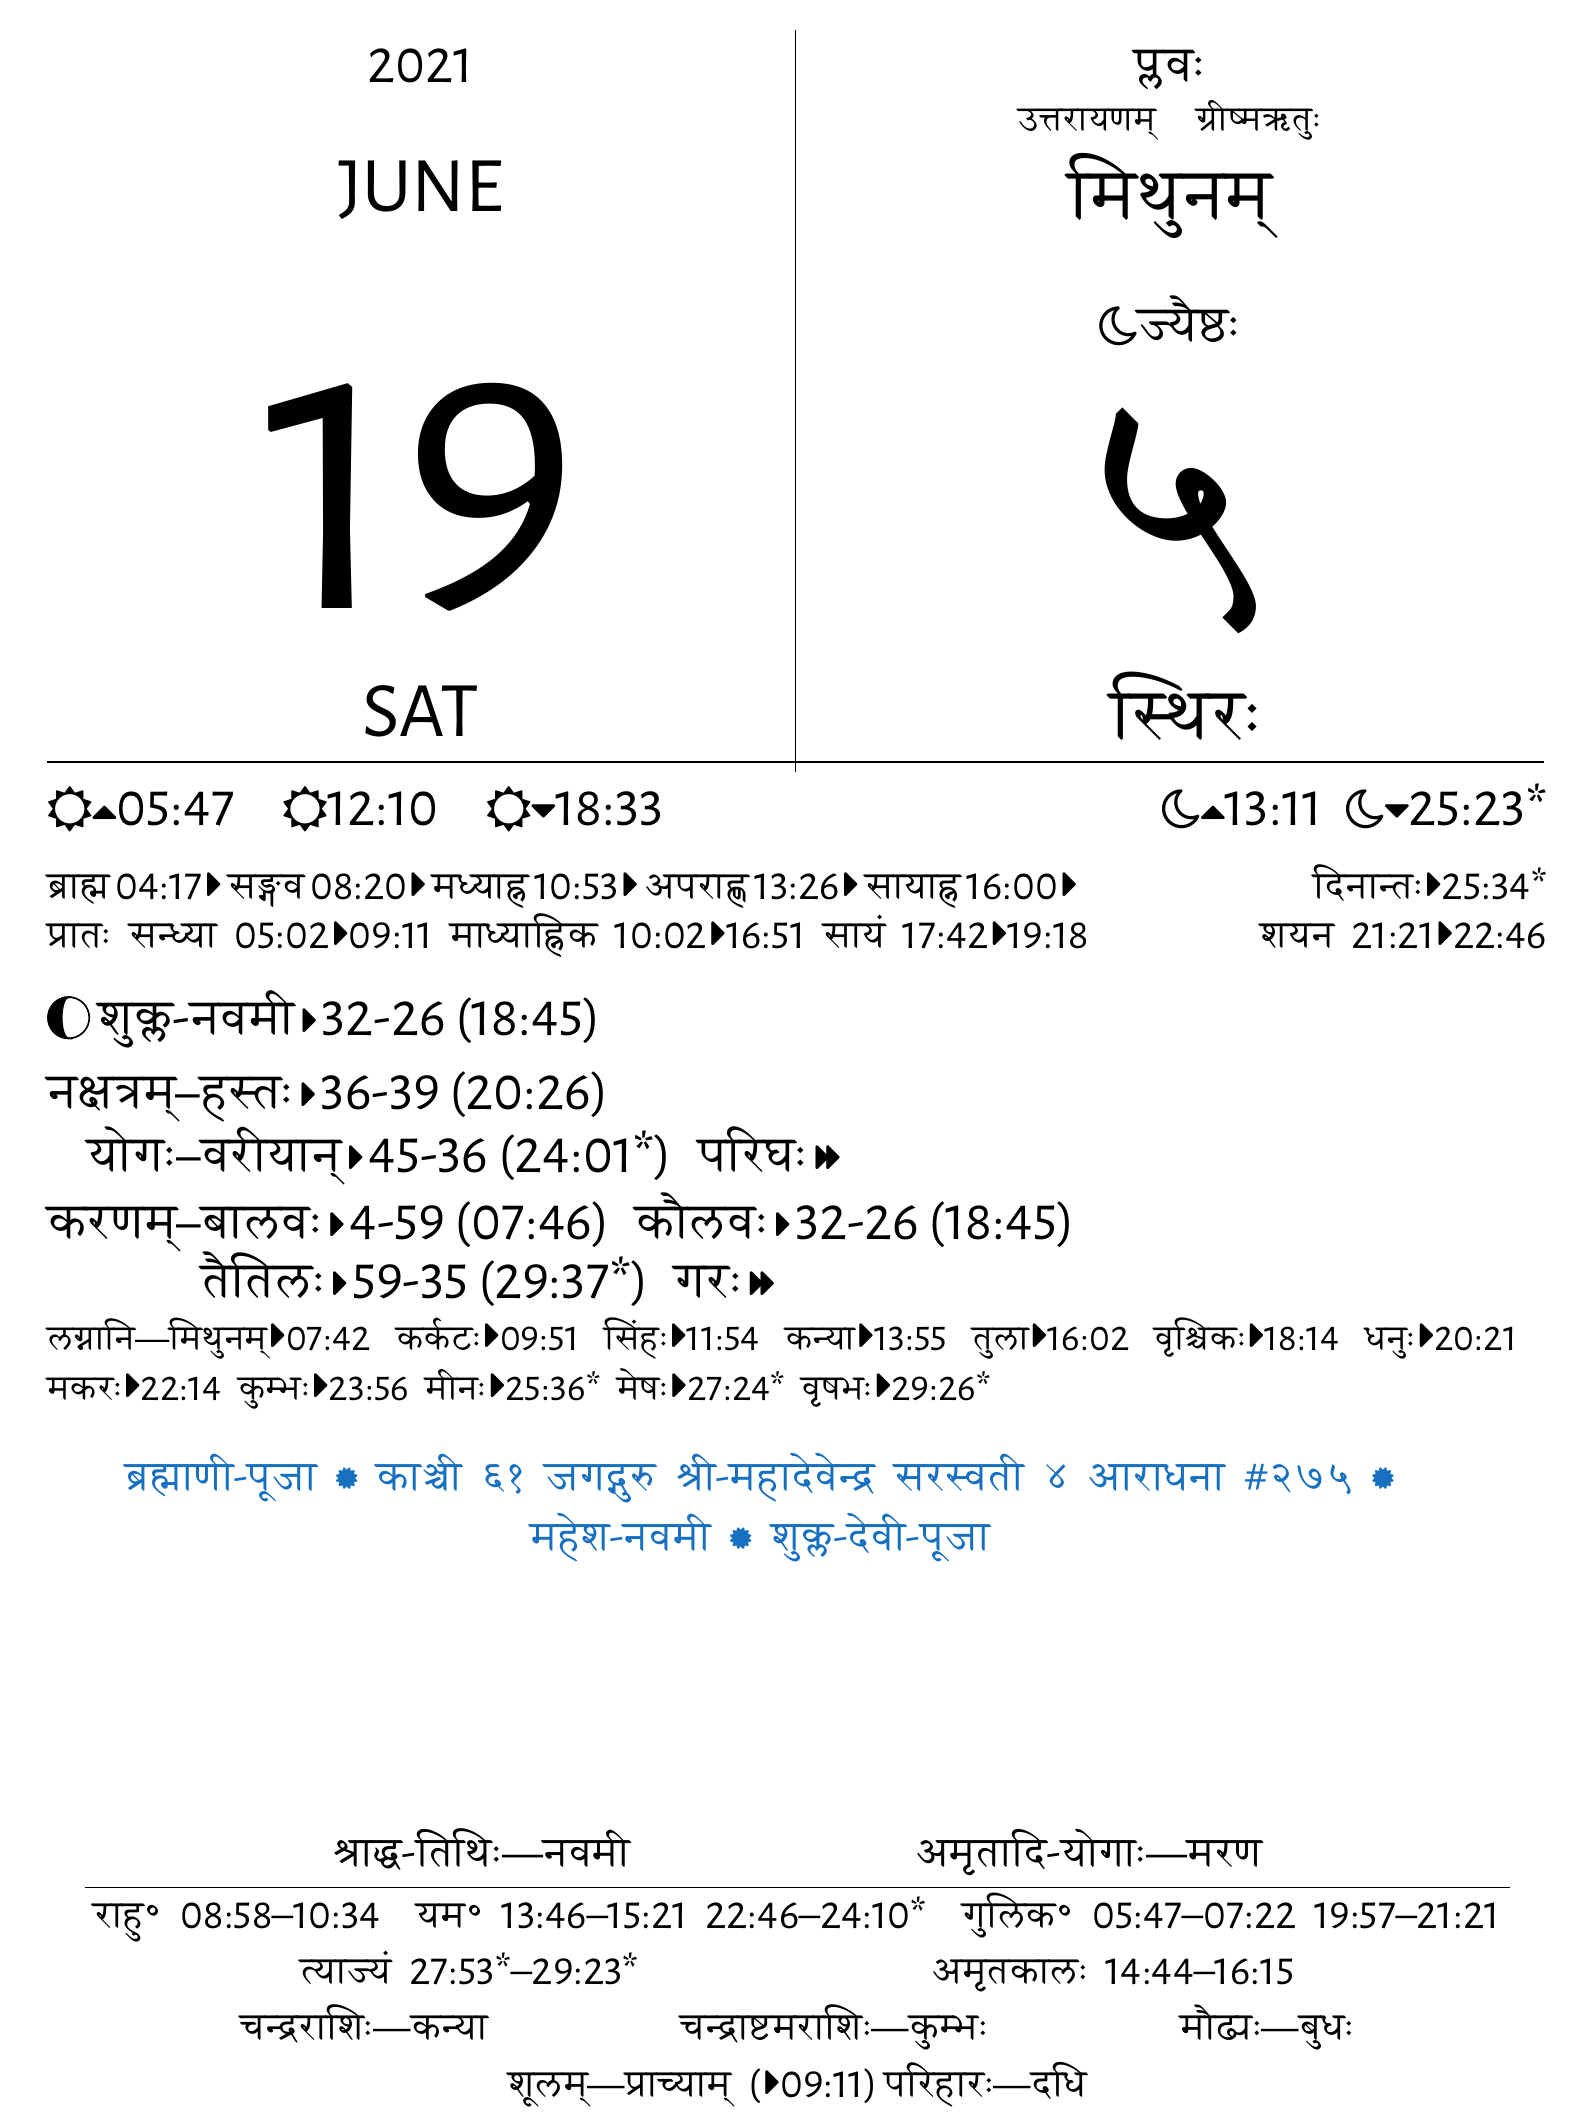 2021
JUNE
19
SAT
प्लवः
उत्तरायणम् ग्रीष्मऋतुः
मिथुनम्
ज्यैष्ठः
५
स्थिरः
05:47 12:10 18:33 13:11 25:23*
ब्राह्म 04:17 सङ्गव 08:20 मध्याह्न 10:53 अपराह्ण 13:26 सायाह्न 16:00 दिनान्तः 25:34*
प्रातः सन्ध्या 05:02 09:11 माध्याह्निक 10:02 16:51 सायं 17:42 19:18 शयन 21:21 22:46
शुक्ल-नवमी 32-26 (18:45)
नक्षत्रम्–हस्तः 36-39 (20:26)
योगः–वरीयान् 45-36 (24:01*) परिघः
करणम्–बालवः 4-59 (07:46) कौलवः 32-26 (18:45)
तैतिलः 59-35 (29:37*) गरः
लग्नानि—मिथुनम् 07:42 कर्कटः 09:51 सिंहः 11:54 कन्या 13:55 तुला 16:02 वृश्चिकः 18:14 धनुः 20:21
मकरः 22:14 कुम्भः 23:56 मीनः 25:36* मेषः 27:24* वृषभः 29:26*
ब्रह्माणी-पूजा ✹ काञ्ची ६१ जगद्गुरु श्री-महादेवेन्द्र सरस्वती ४ आराधना #२७५ ✹
महेश-नवमी ✹ शुक्ल-देवी-पूजा
श्राद्ध-तिथिः—नवमी अमृतादि-योगाः—मरण
राहु॰ 08:58–10:34 यम॰ 13:46–15:21 22:46–24:10* गुलिक॰ 05:47–07:22 19:57–21:21
त्याज्यं 27:53*–29:23* अमृतकालः 14:44–16:15
चन्द्रराशिः—कन्या चन्द्राष्टमराशिः—कुम्भः मौढ्यः—बुधः
शूलम्—प्राच्याम् (09:11) परिहारः—दधि